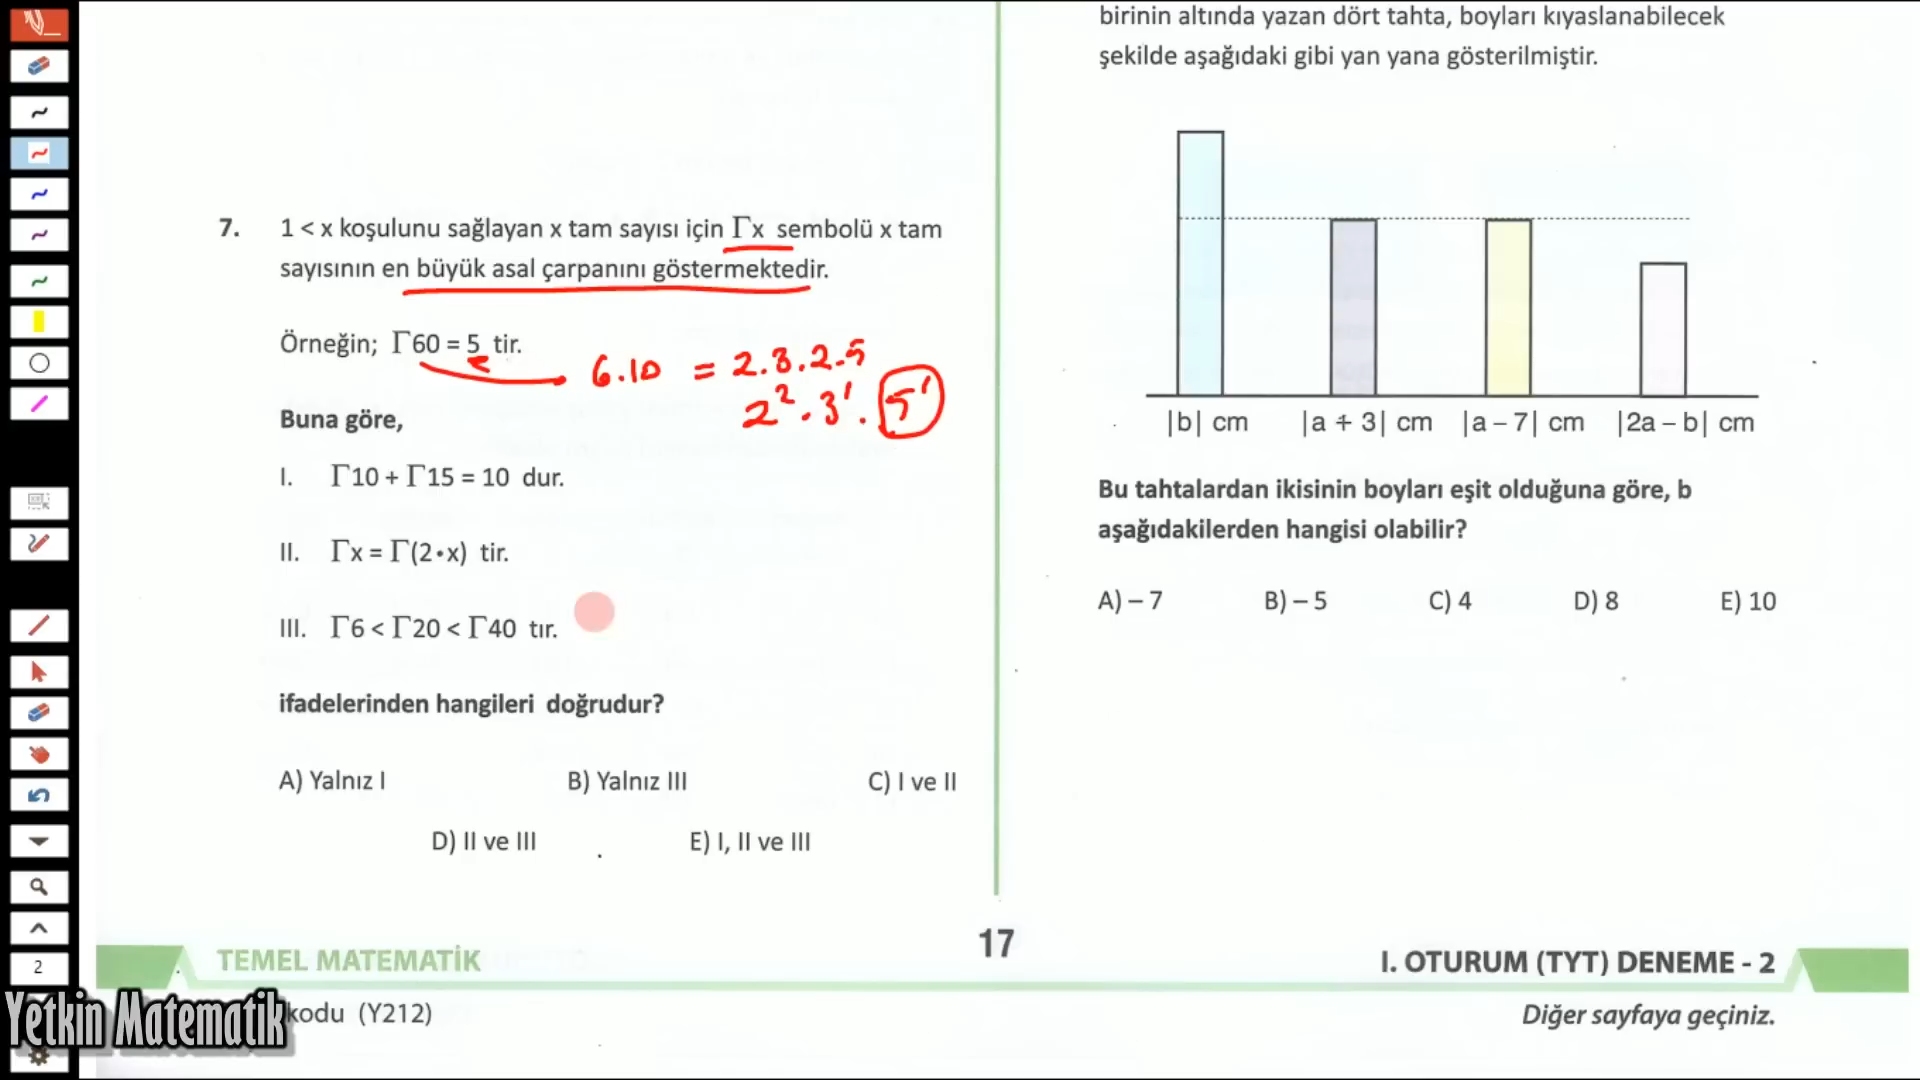 7. 1 < x koşulunu sağlayan x tam sayısı için Γx sembolü x tam
sayısının en büyük asal çarpanını göstermektedir.
Örneğin; Γ60 = 5 tir.
6.10 = 2.3.2.5
2² . 3¹ . 5¹
Buna göre,
I. Γ10 + Γ15 = 10 dur.
II. Γx = Γ(2•x) tir.
III. Γ6 < Γ20 < Γ40 tır.
ifadelerinden hangileri doğrudur?
A) Yalnız I B) Yalnız III C) I ve II
D) II ve III E) I, II ve III
birinin altında yazan dört tahta, boyları kıyaslanabilecek
şekilde aşağıdaki gibi yan yana gösterilmiştir.
|b| cm |a + 3| cm |a – 7| cm |2a – b| cm
Bu tahtalardan ikisinin boyları eşit olduğuna göre, b
aşağıdakilerden hangisi olabilir?
A) – 7 B) – 5 C) 4 D) 8 E) 10
TEMEL MATEMATİK
17
I. OTURUM (TYT) DENEME - 2
kodu (Y212)
Diğer sayfaya geçiniz.
2
Yetkin Matematik